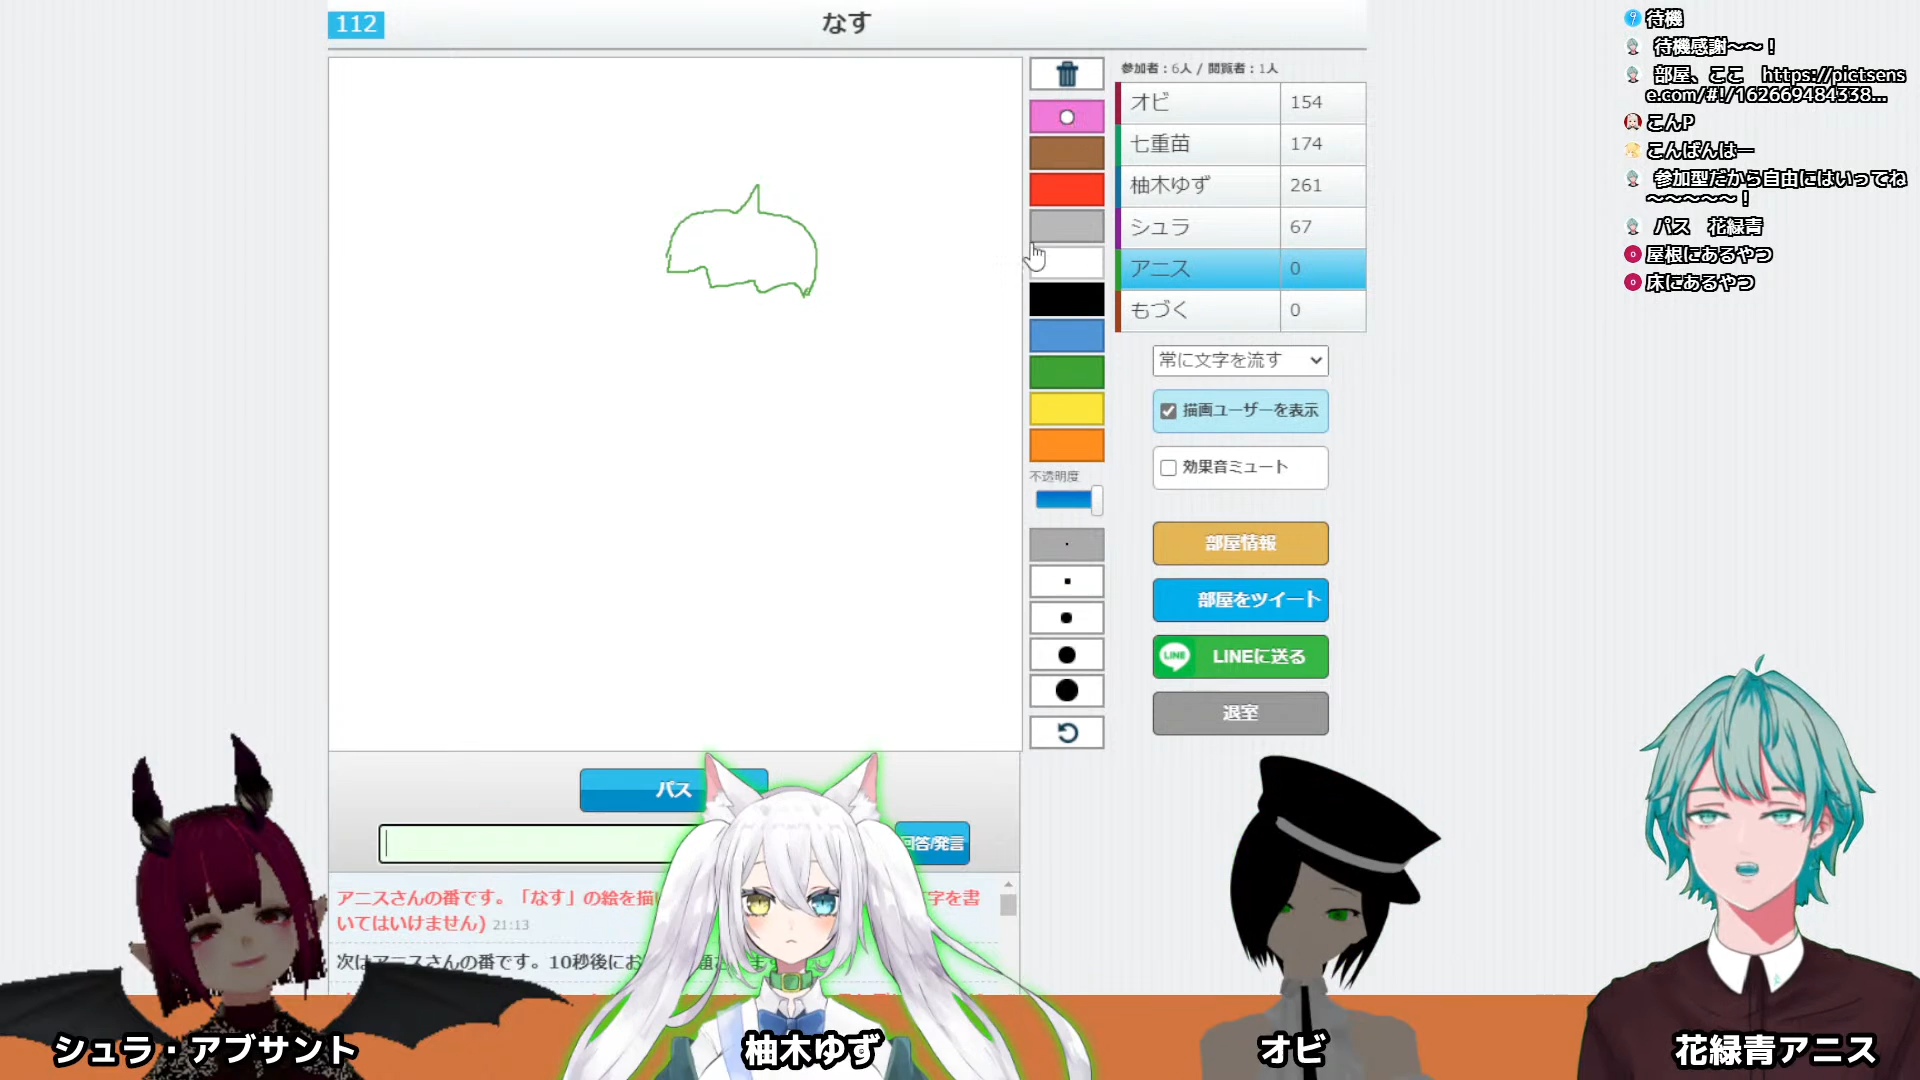 112
なす
参加者：6人 / 閲覧者：1人
オビ 154
七重苗 174
柚木ゆず 261
シュラ 67
アニス 0
もづく 0
常に文字を流す
描画ユーザーを表示
効果音ミュート
不透明度
部屋情報
部屋をツイート
LINE LINEに送る
退室
パス
回答/発言
アニスさんの番です。「なす」の絵を描い
字を書
いてはいけません) 21:13
次はアニスさんの番です。10秒後にお
待機
待機感謝〜〜！
部屋、ここ https://pictsens
e.com/#!/162669484338...
こんP
こんばんはー
参加型だから自由にはいってね
〜〜〜〜〜！
パス 花緑青
屋根にあるやつ
床にあるやつ
シュラ・アブサント
柚木ゆず
オビ
花緑青アニス